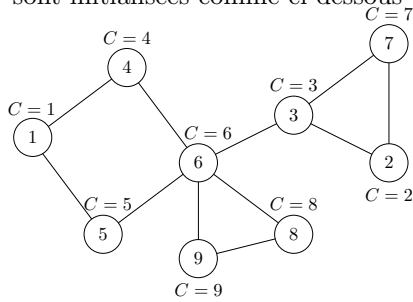 sont initialisées comme ci-dessous
C = 7
7
C = 4
4
C = 3
3
C = 1
1
C = 6
6
2
C = 2
C = 5
5
C = 8
8
9
C = 9